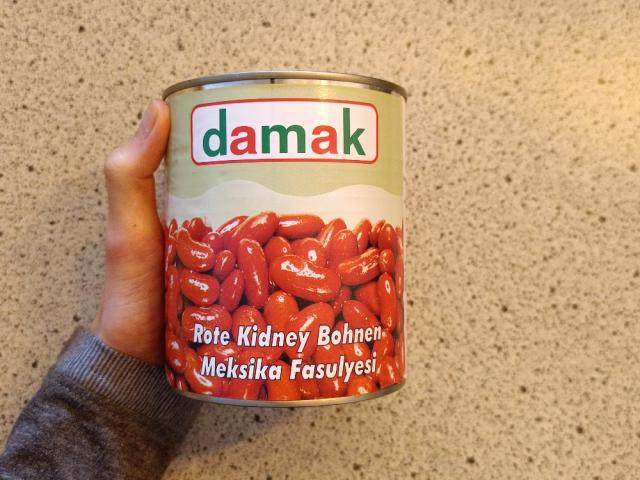 damak
Rote Kidney Bohnen
Meksika Fasulyesi